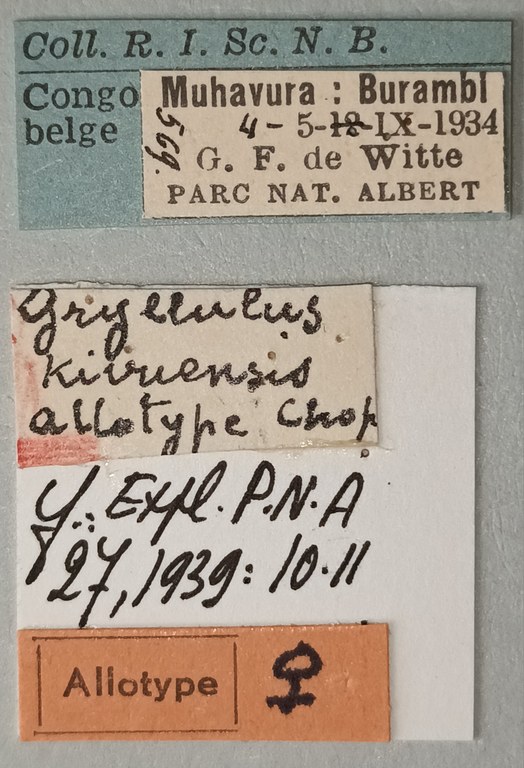 Coll. R. I. Sc. N. B.
Congo
belge
Muhavura : Burambi
4 - 5-18-IX-1934
569.
G. F. de Witte
PARC NAT. ALBERT
Gryllulus
kivuensis
allotype Chop
Expl. P.N.A
27, 1939: 10-11
Allotype ♀